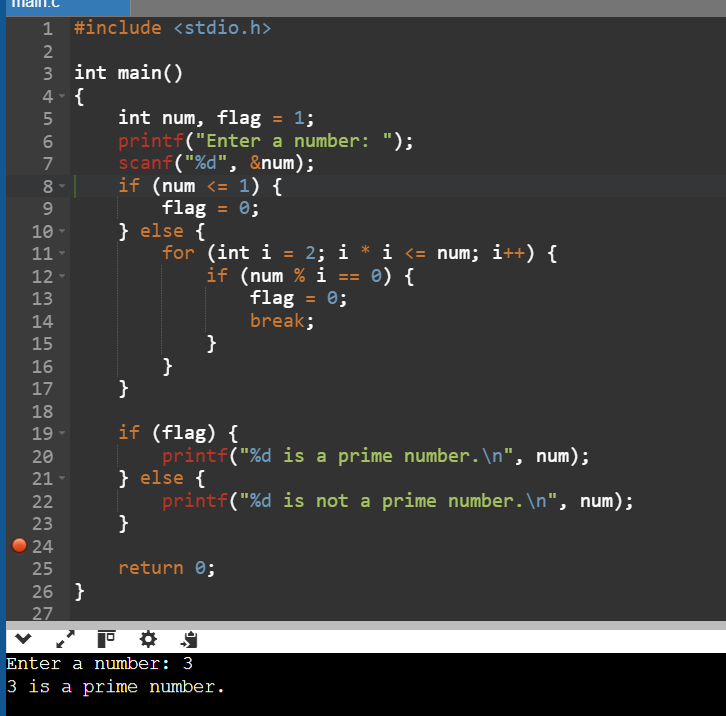 main.c
1 #include <stdio.h>
2
3 int main()
4 {
5     int num, flag = 1;
6     printf("Enter a number: ");
7     scanf("%d", &num);
8     if (num <= 1) {
9         flag = 0;
10     } else {
11         for (int i = 2; i * i <= num; i++) {
12             if (num % i == 0) {
13                 flag = 0;
14                 break;
15             }
16         }
17     }
18
19     if (flag) {
20         printf("%d is a prime number.\n", num);
21     } else {
22         printf("%d is not a prime number.\n", num);
23     }
24
25     return 0;
26 }
27
Enter a number: 3
3 is a prime number.